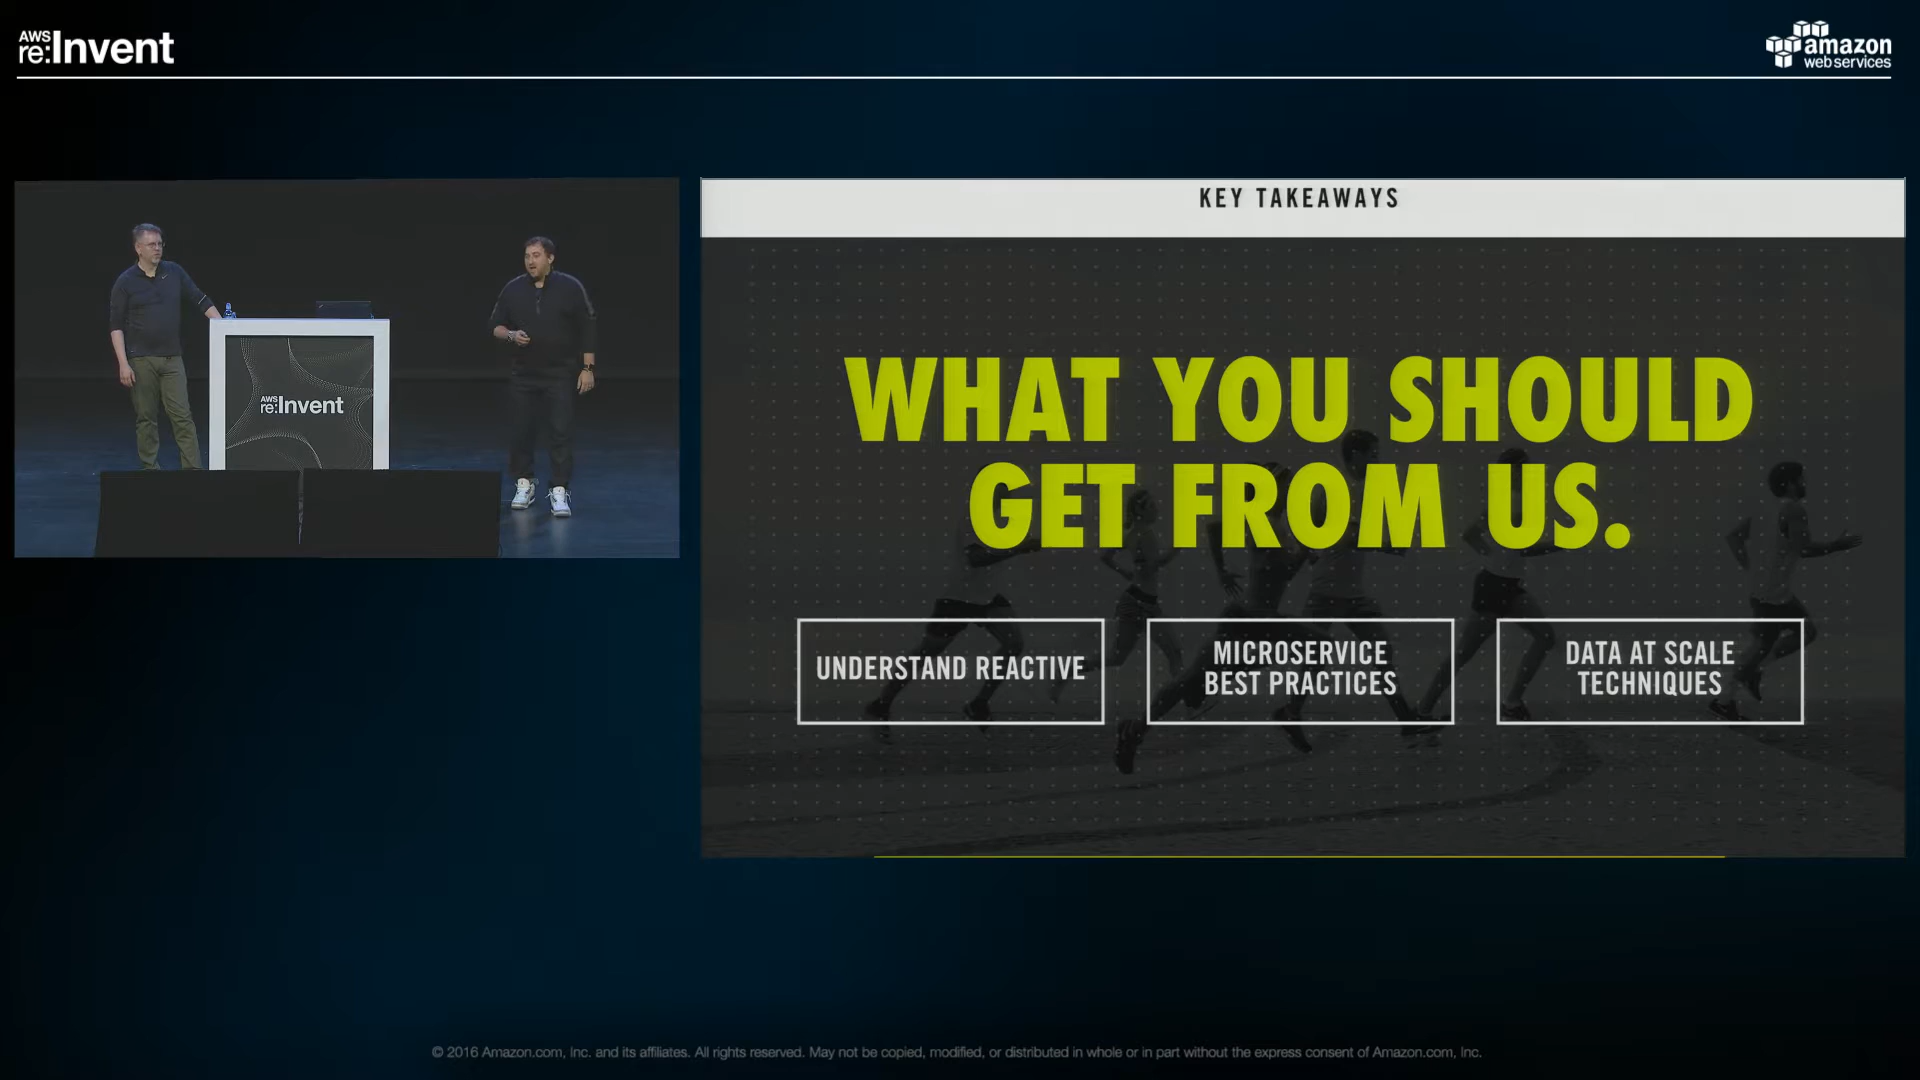 AWS
re:Invent
amazon
web services
AWS
re:Invent
KEY TAKEAWAYS
WHAT YOU SHOULD
GET FROM US.
UNDERSTAND REACTIVE
MICROSERVICE
BEST PRACTICES
DATA AT SCALE
TECHNIQUES
© 2016 Amazon.com, Inc. and its affiliates. All rights reserved. May not be copied, modified, or distributed in whole or in part without the express consent of Amazon.com, Inc.